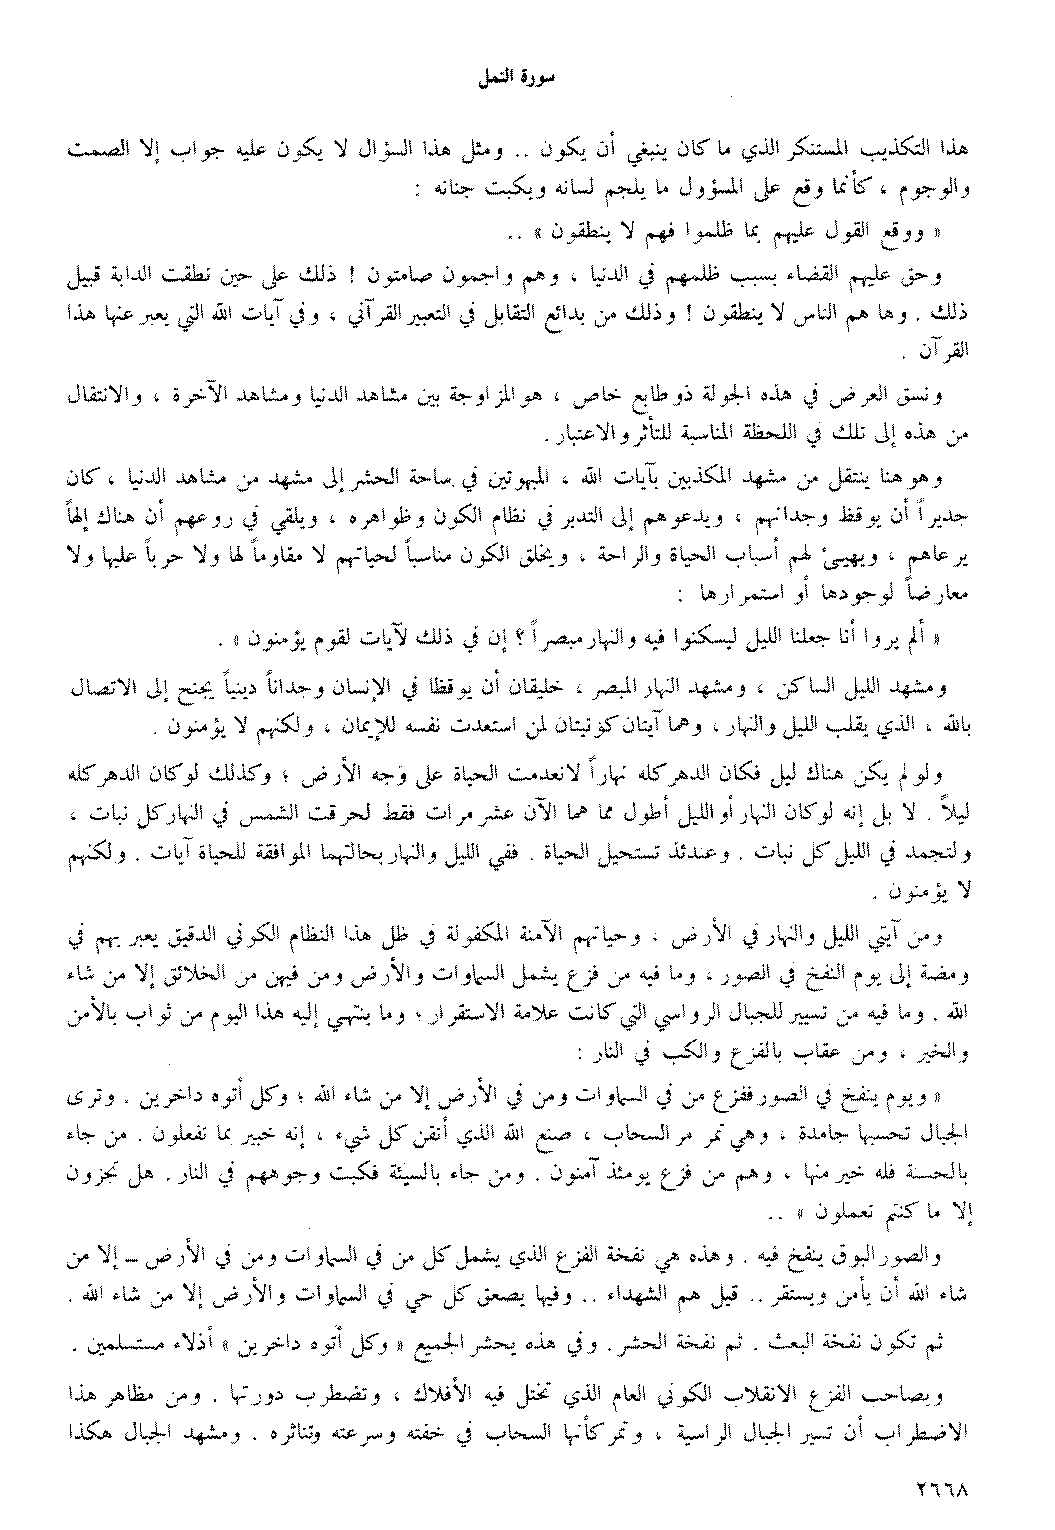 سورة النمل
هذا التكذيب المستنكر الذي ما كان ينبغي أن يكون .. ومثل هذا السؤال لا يكون عليه جواب إلا الصمت
والوجوم ، كأنما وقع على المسؤول ما يلجم لسانه ويكبت جنانه :
« ووقع القول عليهم بما ظلموا فهم لا ينطقون » ..
وحق عليهم القضاء بسبب ظلمهم في الدنيا ، وهم واجمون صامتون ! ذلك على حين نطقت الدابة قبيل
ذلك . وها هم الناس لا ينطقون ! وذلك من بدائع التقابل في التعبير القرآني ، وفي آيات الله التي يعبر عنها هذا
القرآن .
ونسق العرض في هذه الجولة ذو طابع خاص ، هو المزاوجة بين مشاهد الدنيا ومشاهد الآخرة ، والانتقال
من هذه إلى تلك في اللحظة المناسبة للتأثر والاعتبار .
وهو هنا ينتقل من مشهد المكذبين بآيات الله ، المبهوتين في ساحة الحشر إلى مشهد من مشاهد الدنيا ، كان
جديراً أن يوقظ وجدانهم ، ويدعوهم إلى التدبر في نظام الكون وظواهره ، ويلقي في روعهم أن هناك إلهاً
يرعاهم ، ويهيئ لهم أسباب الحياة والراحة ، ويخلق الكون مناسباً لحياتهم لا مقاوماً لها ولا حرباً عليها ولا
معارضاً لوجودها أو استمرارها :
« ألم يروا أنا جعلنا الليل ليسكنوا فيه والنهار مبصراً ؟ إن في ذلك لآيات لقوم يؤمنون » .
ومشهد الليل الساكن ، ومشهد النهار المبصر ، خليقان أن يوقظا في الإنسان وجداناً دينياً يجنح إلى الاتصال
بالله ، الذي يقلب الليل والنهار ، وهما آيتان كونيتان لمن استعدت نفسه للإيمان ، ولكنهم لا يؤمنون .
ولو لم يكن هناك ليل فكان الدهر كله نهاراً لانعدمت الحياة على وجه الأرض ؛ وكذلك لو كان الدهر كله
ليلاً . لا بل إنه لو كان النهار أو الليل أطول مما هما الآن عشر مرات فقط لحرقت الشمس في النهار كل نبات ،
ولتجمد في الليل كل نبات . وعندئذ تستحيل الحياة . ففي الليل والنهار بحالتهما الموافقة للحياة آيات . ولكنهم
لا يؤمنون .
ومن آيتي الليل والنهار في الأرض ، وحياتهم الآمنة المكفولة في ظل هذا النظام الكوني الدقيق يعبر بهم في
ومضة إلى يوم النفخ في الصور ، وما فيه من فزع يشمل السماوات والأرض ومن فيهن من الخلائق إلا من شاء
الله . وما فيه من تسيير للجبال الرواسي التي كانت علامة الاستقرار ؛ وما ينتهي إليه هذا اليوم من ثواب بالأمن
والخير ، ومن عقاب بالفزع والكب في النار :
« ويوم ينفخ في الصور ففزع من في السماوات ومن في الأرض إلا من شاء الله ؛ وكل أتوه داخرين . وترى
الجبال تحسبها جامدة ، وهي تمر مر السحاب ، صنع الله الذي أتقن كل شيء ، إنه خبير بما تفعلون . من جاء
بالحسنة فله خير منها ، وهم من فزع يومئذ آمنون . ومن جاء بالسيئة فكبت وجوههم في النار . هل تجزون
إلا ما كنتم تعملون » ..
والصور البوق ينفخ فيه . وهذه هي نفخة الفزع الذي يشمل كل من في السماوات ومن في الأرض – إلا من
شاء الله أن يأمن ويستقر .. قيل هم الشهداء .. وفيها يصعق كل حي في السماوات والأرض إلا من شاء الله .
ثم تكون نفخة البعث . ثم نفخة الحشر . وفي هذه يحشر الجميع « وكل أتوه داخرين » أذلاء مستسلمين .
ويصاحب الفزع الانقلاب الكوني العام الذي تختل فيه الأفلاك ، وتضطرب دورتها . ومن مظاهر هذا
الاضطراب أن تسير الجبال الراسية ، وتمر كأنها السحاب في خفته وسرعته وتناثره . ومشهد الجبال هكذا
٢٦٦٨